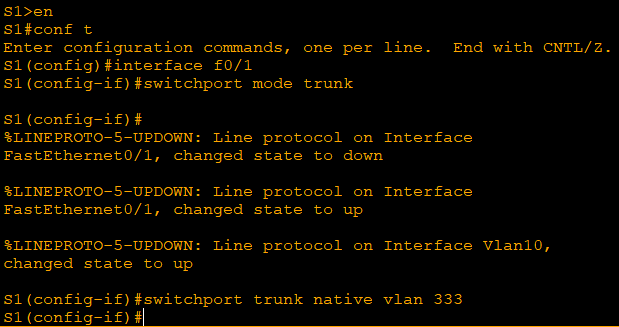 S1>en
S1#conf t
Enter configuration commands, one per line.  End with CNTL/Z.
S1(config)#interface f0/1
S1(config-if)#switchport mode trunk
S1(config-if)#
%LINEPROTO-5-UPDOWN: Line protocol on Interface
FastEthernet0/1, changed state to down
%LINEPROTO-5-UPDOWN: Line protocol on Interface
FastEthernet0/1, changed state to up
%LINEPROTO-5-UPDOWN: Line protocol on Interface Vlan10,
changed state to up
S1(config-if)#switchport trunk native vlan 333
S1(config-if)#